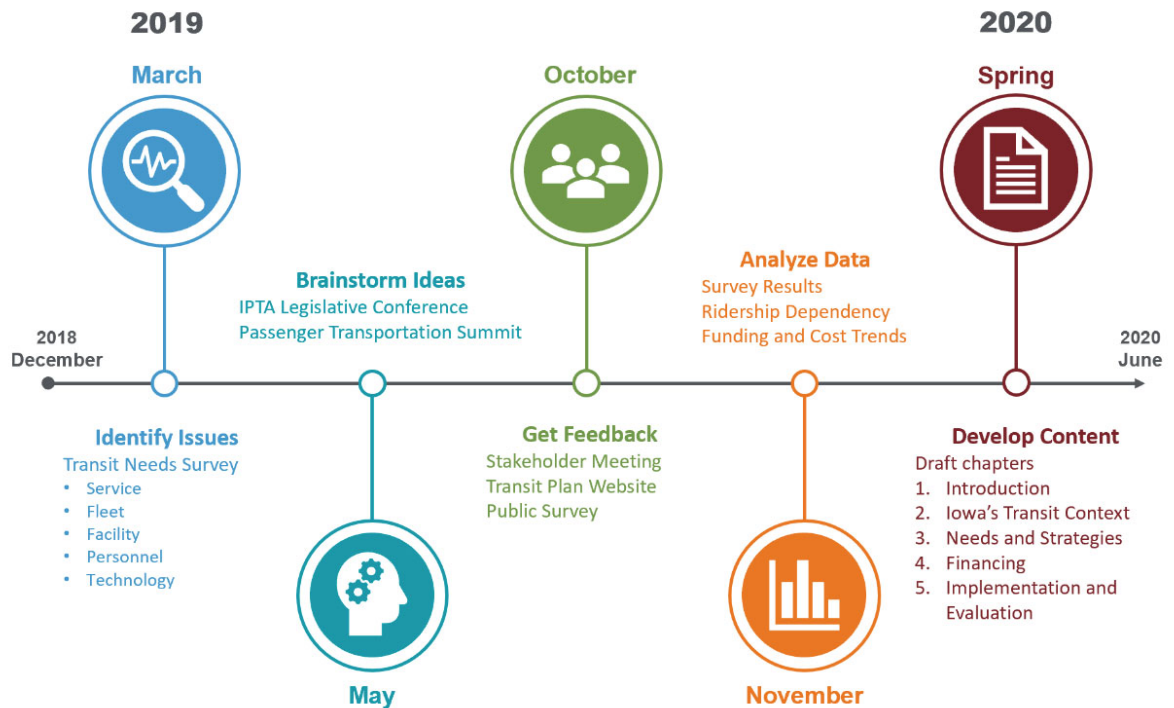 2019
2020
March
October
Spring
Brainstorm Ideas
IPTA Legislative Conference
Passenger Transportation Summit
Analyze Data
Survey Results
Ridership Dependency
Funding and Cost Trends
2018
December
2020
June
Identify Issues
Transit Needs Survey
• Service
• Fleet
• Facility
• Personnel
• Technology
Get Feedback
Stakeholder Meeting
Transit Plan Website
Public Survey
Develop Content
Draft chapters
1. Introduction
2. Iowa's Transit Context
3. Needs and Strategies
4. Financing
5. Implementation and
Evaluation
May
November